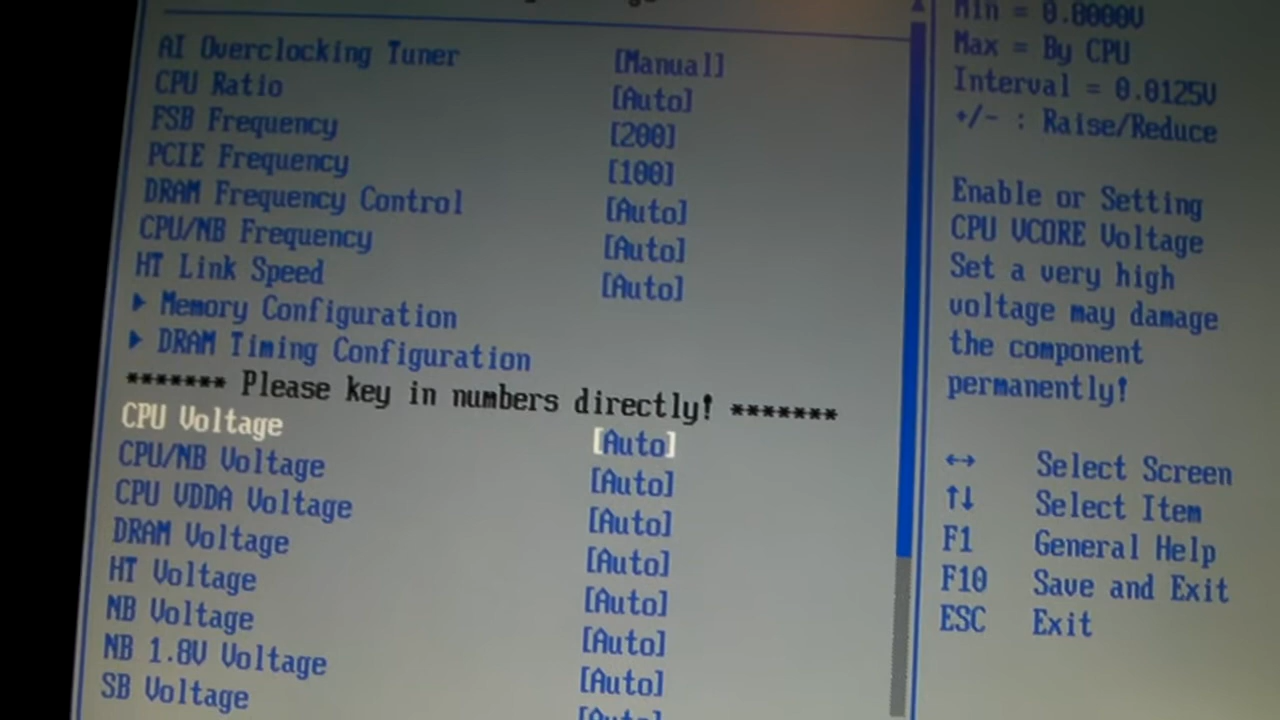 AI Overclocking Tuner [Manual]
CPU Ratio [Auto]
FSB Frequency [200]
PCIE Frequency [100]
DRAM Frequency Control [Auto]
CPU/NB Frequency [Auto]
HT Link Speed [Auto]
Memory Configuration
DRAM Timing Configuration
******* Please key in numbers directly! *******
CPU Voltage [Auto]
CPU/NB Voltage [Auto]
CPU VDDA Voltage [Auto]
DRAM Voltage [Auto]
HT Voltage [Auto]
NB Voltage [Auto]
NB 1.8V Voltage [Auto]
SB Voltage [Auto]
Min = 0.8000V
Max = By CPU
Interval = 0.0125V
+/- : Raise/Reduce
Enable or Setting
CPU VCORE Voltage
Set a very high
voltage may damage
the component
permanently!
↔ Select Screen
↑↓ Select Item
F1 General Help
F10 Save and Exit
ESC Exit